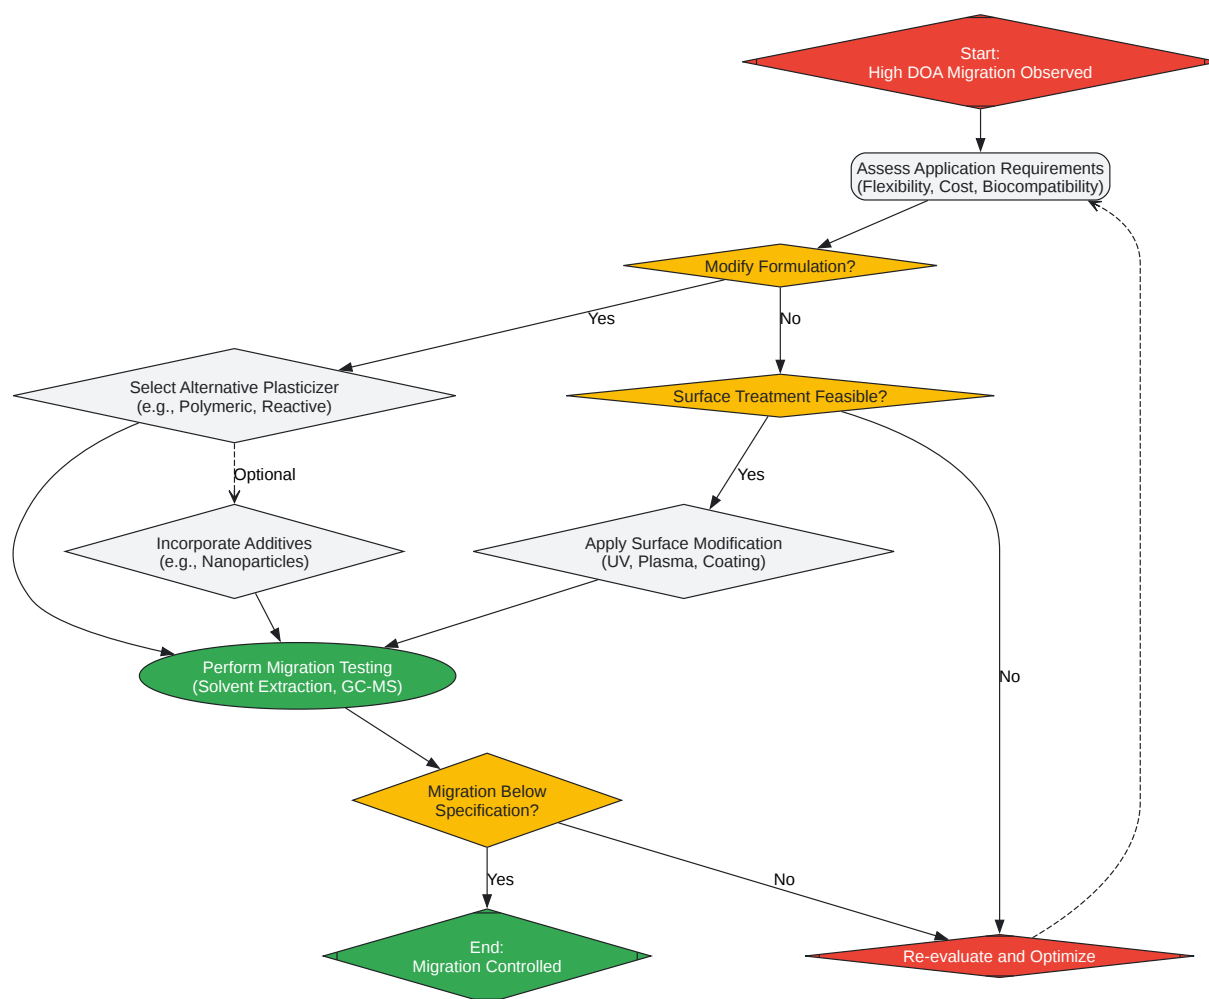 Start:
High DOA Migration Observed
Assess Application Requirements
(Flexibility, Cost, Biocompatibility)
Modify Formulation?
Yes
No
Select Alternative Plasticizer
(e.g., Polymeric, Reactive)
Surface Treatment Feasible?
Optional
Yes
Incorporate Additives
(e.g., Nanoparticles)
Apply Surface Modification
(UV, Plasma, Coating)
Perform Migration Testing
(Solvent Extraction, GC-MS)
No
Migration Below
Specification?
Yes
No
End:
Migration Controlled
Re-evaluate and Optimize